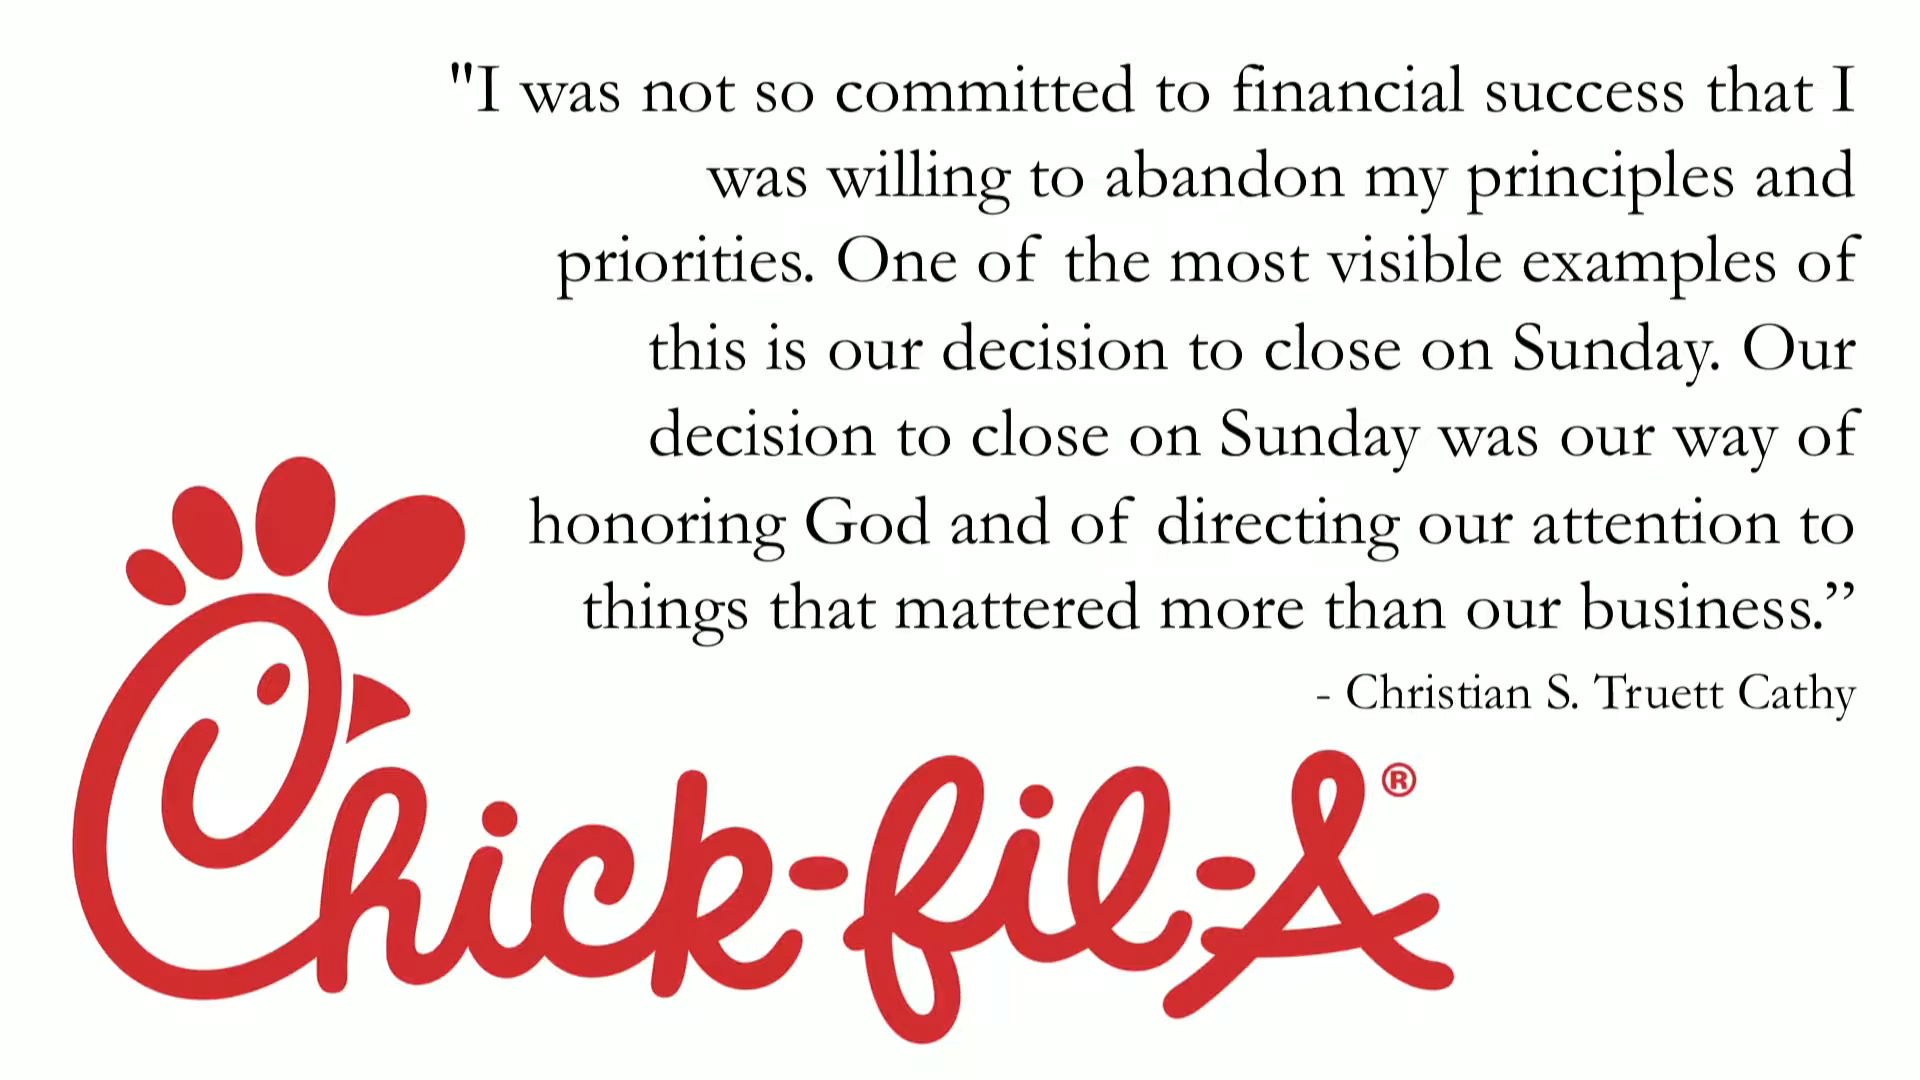 "I was not so committed to financial success that I
was willing to abandon my principles and
priorities. One of the most visible examples of
this is our decision to close on Sunday. Our
decision to close on Sunday was our way of
honoring God and of directing our attention to
things that mattered more than our business.”
- Christian S. Truett Cathy
Chick-fil-A®